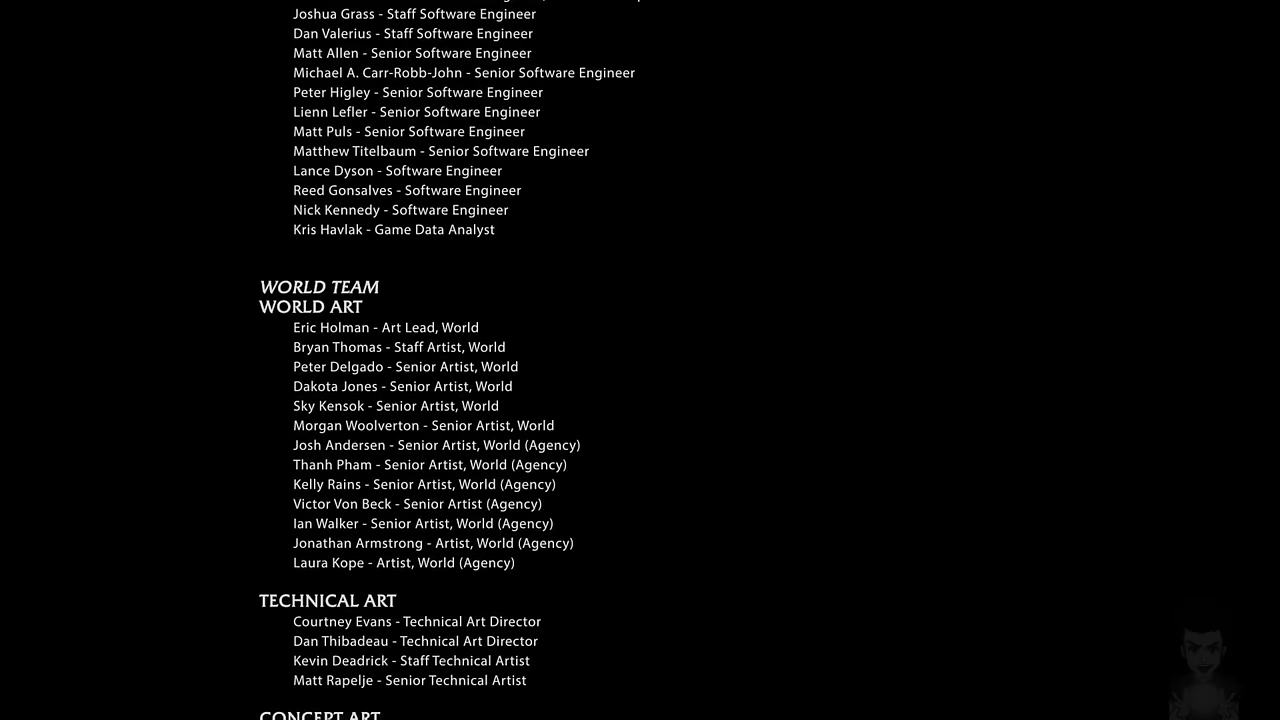 Joshua Grass - Staff Software Engineer
Dan Valerius - Staff Software Engineer
Matt Allen - Senior Software Engineer
Michael A. Carr-Robb-John - Senior Software Engineer
Peter Higley - Senior Software Engineer
Lienn Lefler - Senior Software Engineer
Matt Puls - Senior Software Engineer
Matthew Titelbaum - Senior Software Engineer
Lance Dyson - Software Engineer
Reed Gonsalves - Software Engineer
Nick Kennedy - Software Engineer
Kris Havlak - Game Data Analyst
WORLD TEAM
WORLD ART
Eric Holman - Art Lead, World
Bryan Thomas - Staff Artist, World
Peter Delgado - Senior Artist, World
Dakota Jones - Senior Artist, World
Sky Kensok - Senior Artist, World
Morgan Woolverton - Senior Artist, World
Josh Andersen - Senior Artist, World (Agency)
Thanh Pham - Senior Artist, World (Agency)
Kelly Rains - Senior Artist, World (Agency)
Victor Von Beck - Senior Artist (Agency)
Ian Walker - Senior Artist, World (Agency)
Jonathan Armstrong - Artist, World (Agency)
Laura Kope - Artist, World (Agency)
TECHNICAL ART
Courtney Evans - Technical Art Director
Dan Thibadeau - Technical Art Director
Kevin Deadrick - Staff Technical Artist
Matt Rapelje - Senior Technical Artist
CONCEPT ART